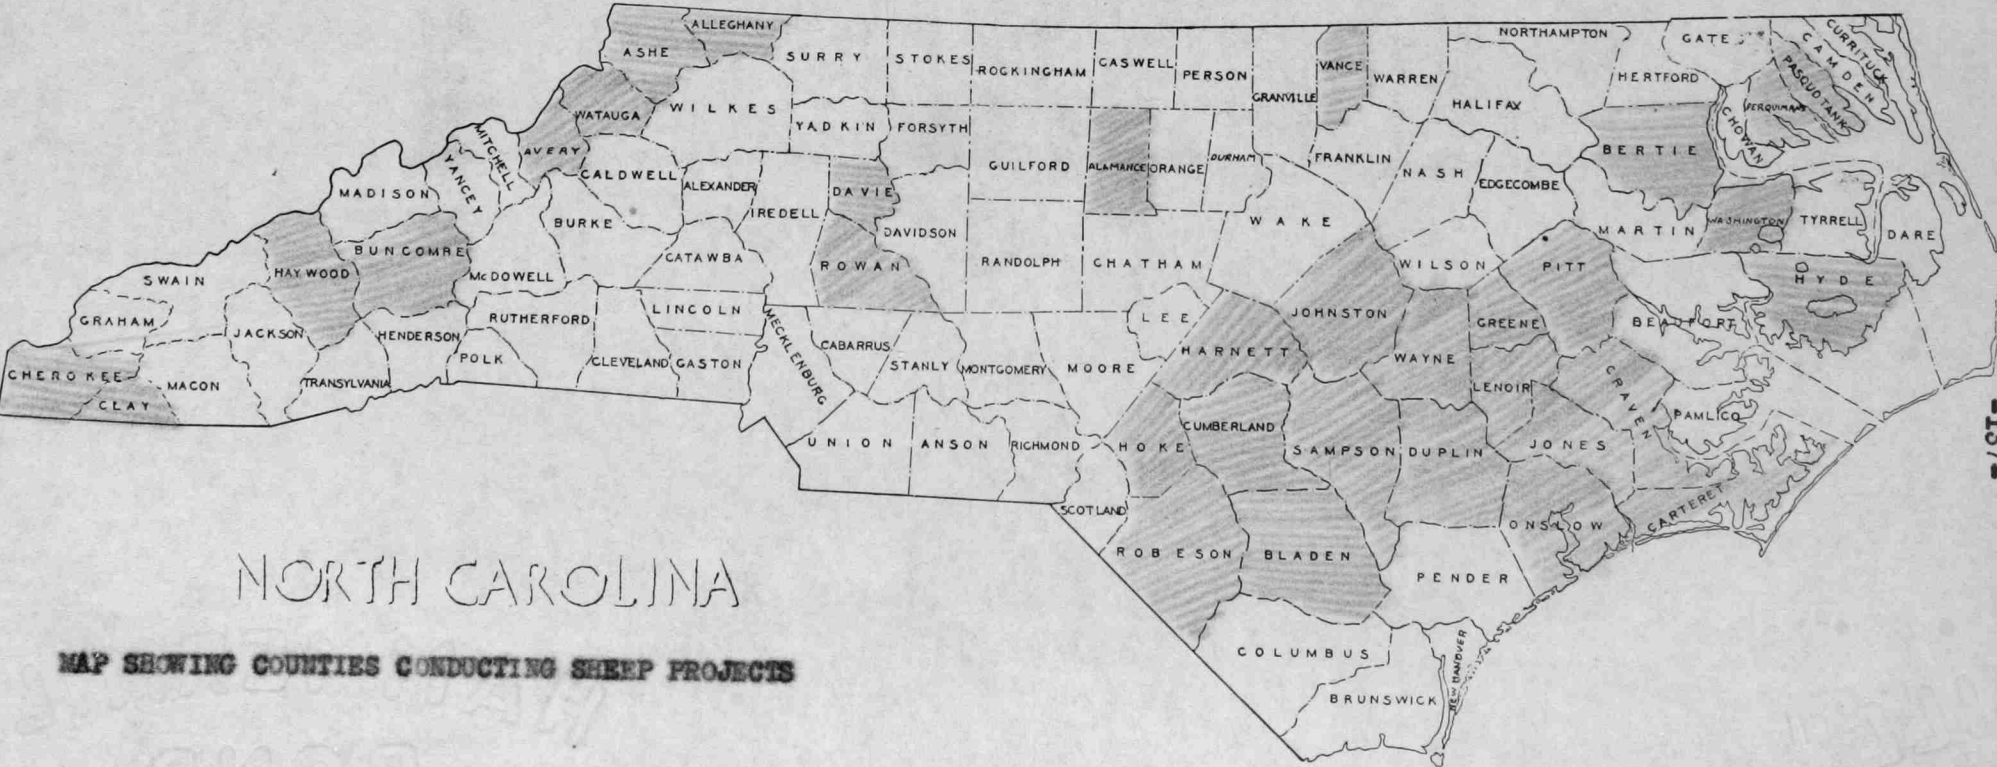 ALLEGHANY
ASHE
SURRY
STOKES
ROCKINGHAM
CASWELL
PERSON
GRANVILLE
VANCE
WARREN
NORTHAMPTON
GATES
CURRITUCK
CAMDEN
PASQUOTANK
PERQUIMANS
CHOWAN
HERTFORD
HALIFAX
WATAUGA
WILKES
YADKIN
FORSYTH
GUILFORD
ALAMANCE
ORANGE
DURHAM
FRANKLIN
NASH
EDGECOMBE
BERTIE
MITCHELL
AVERY
YANCEY
MADISON
CALDWELL
ALEXANDER
IREDELL
DAVIE
DAVIDSON
WAKE
MARTIN
WASHINGTON
TYRRELL
DARE
BURKE
BUNCOMBE
HAYWOOD
SWAIN
McDOWELL
CATAWBA
ROWAN
RANDOLPH
CHATHAM
WILSON
PITT
HYDE
GRAHAM
JACKSON
HENDERSON
RUTHERFORD
LINCOLN
MECKLENBURG
CABARRUS
STANLY
MONTGOMERY
MOORE
LEE
HARNETT
JOHNSTON
WAYNE
GREENE
BEAUFORT
CHEROKEE
CLAY
MACON
TRANSYLVANIA
POLK
CLEVELAND
GASTON
LENOIR
CRAVEN
PAMLICO
UNION
ANSON
RICHMOND
HOKE
CUMBERLAND
SAMPSON
DUPLIN
JONES
SCOTLAND
ONSLOW
CARTERET
ROBESON
BLADEN
PENDER
COLUMBUS
BRUNSWICK
NEW HANOVER
NORTH CAROLINA
MAP SHOWING COUNTIES CONDUCTING SHEEP PROJECTS